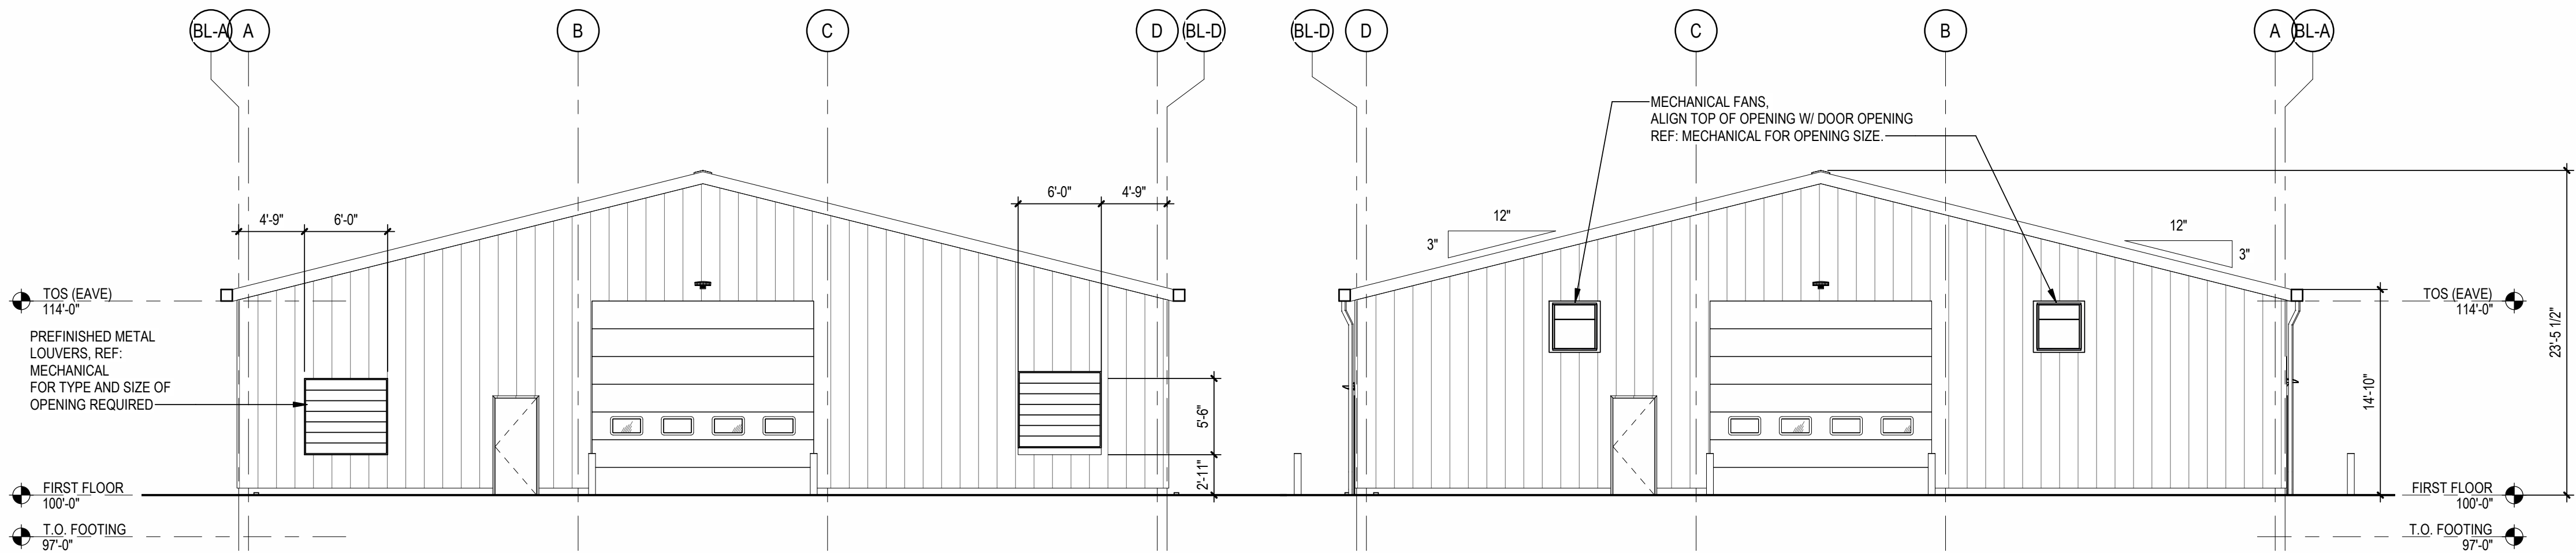 BL-A
A
B
C
D
BL-D
BL-D
D
C
B
A
BL-A
MECHANICAL FANS,
ALIGN TOP OF OPENING W/ DOOR OPENING
REF: MECHANICAL FOR OPENING SIZE.
4'-9"
6'-0"
6'-0"
4'-9"
12"
3"
12"
3"
TOS (EAVE)
114'-0"
TOS (EAVE)
114'-0"
PREFINISHED METAL
LOUVERS, REF:
MECHANICAL
FOR TYPE AND SIZE OF
OPENING REQUIRED
5'-6"
2'-11"
14'-10"
23'-5 1/2"
FIRST FLOOR
100'-0"
FIRST FLOOR
100'-0"
T.O. FOOTING
97'-0"
T.O. FOOTING
97'-0"